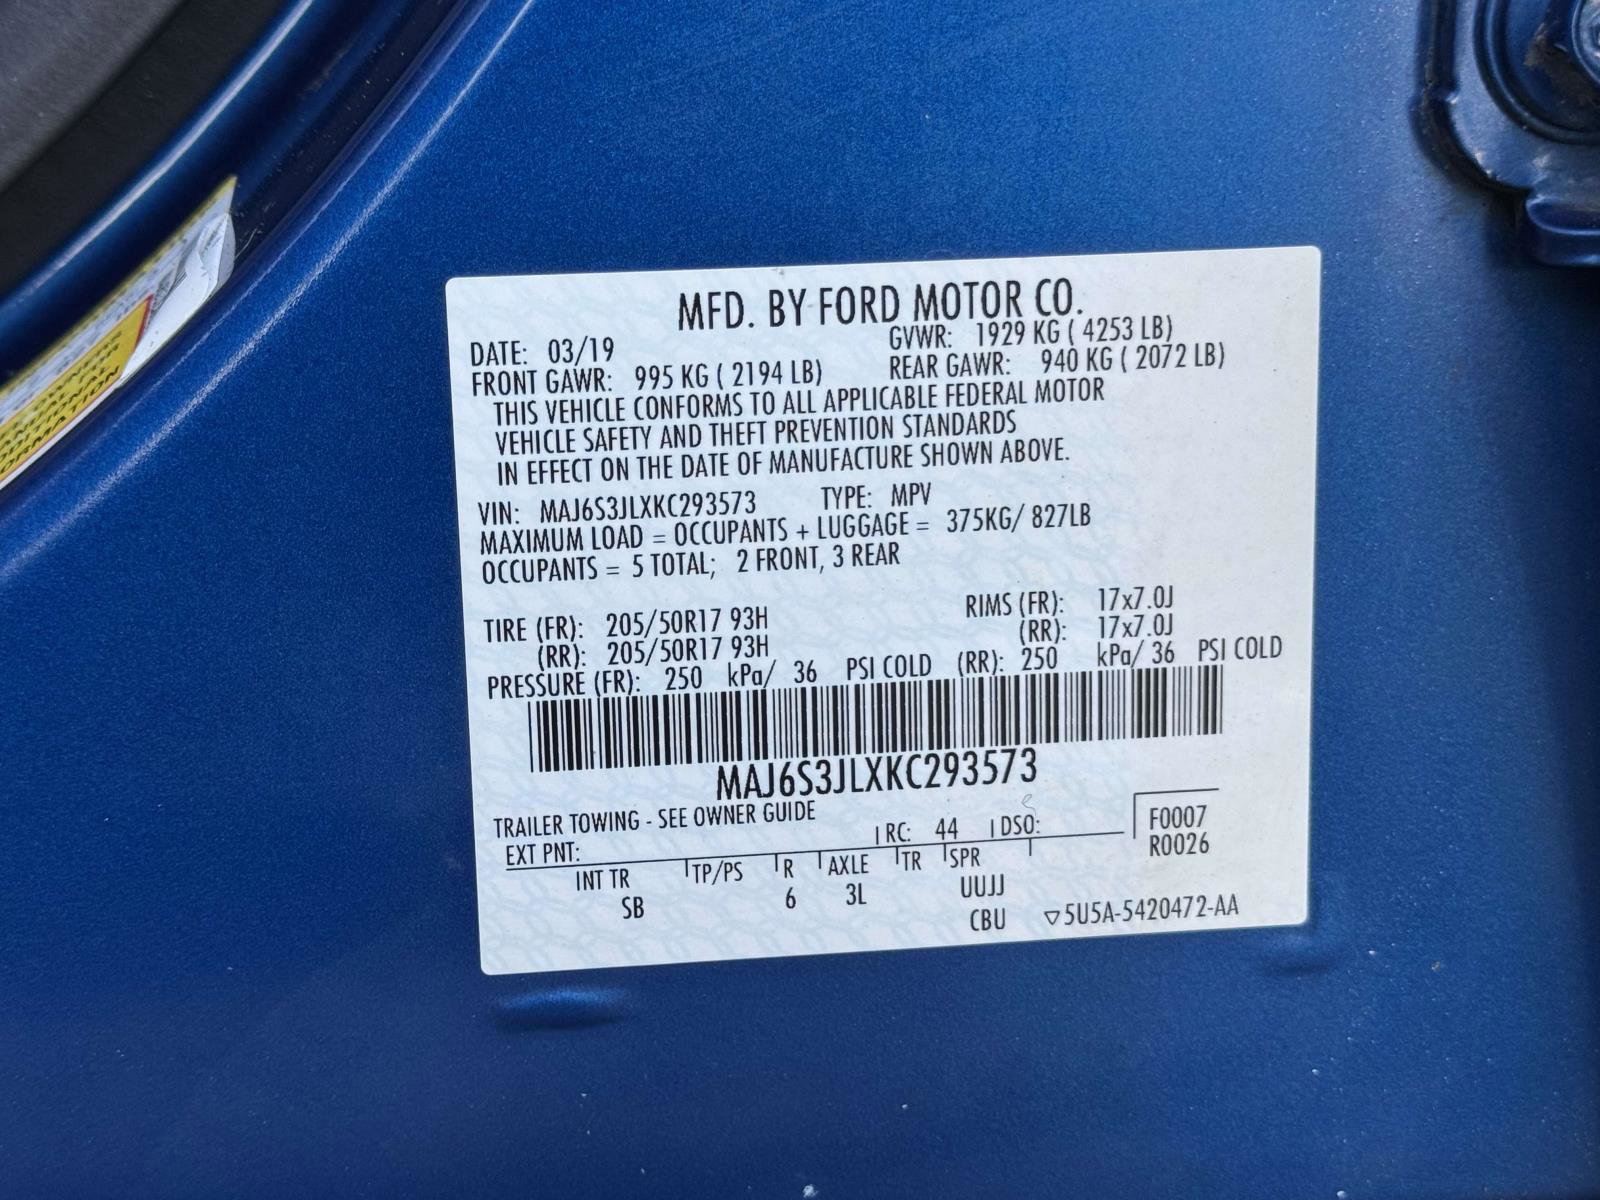 MFD. BY FORD MOTOR CO.
DATE: 03/19 GVWR: 1929 KG ( 4253 LB)
FRONT GAWR: 995 KG ( 2194 LB) REAR GAWR: 940 KG ( 2072 LB)
THIS VEHICLE CONFORMS TO ALL APPLICABLE FEDERAL MOTOR
VEHICLE SAFETY AND THEFT PREVENTION STANDARDS
IN EFFECT ON THE DATE OF MANUFACTURE SHOWN ABOVE.
VIN: MAJ6S3JLXKC293573 TYPE: MPV
MAXIMUM LOAD = OCCUPANTS + LUGGAGE = 375KG/ 827LB
OCCUPANTS = 5 TOTAL; 2 FRONT, 3 REAR
TIRE (FR): 205/50R17 93H RIMS (FR): 17x7.0J
(RR): 205/50R17 93H (RR): 17x7.0J
PRESSURE (FR): 250 kPa/ 36 PSI COLD (RR): 250 kPa/ 36 PSI COLD
MAJ6S3JLXKC293573
TRAILER TOWING - SEE OWNER GUIDE
EXT PNT: RC: 44 DSO: F0007
R0026
INT TR TP/PS R AXLE TR SPR
SB 6 3L UUJJ
CBU ▽5U5A-5420472-AA